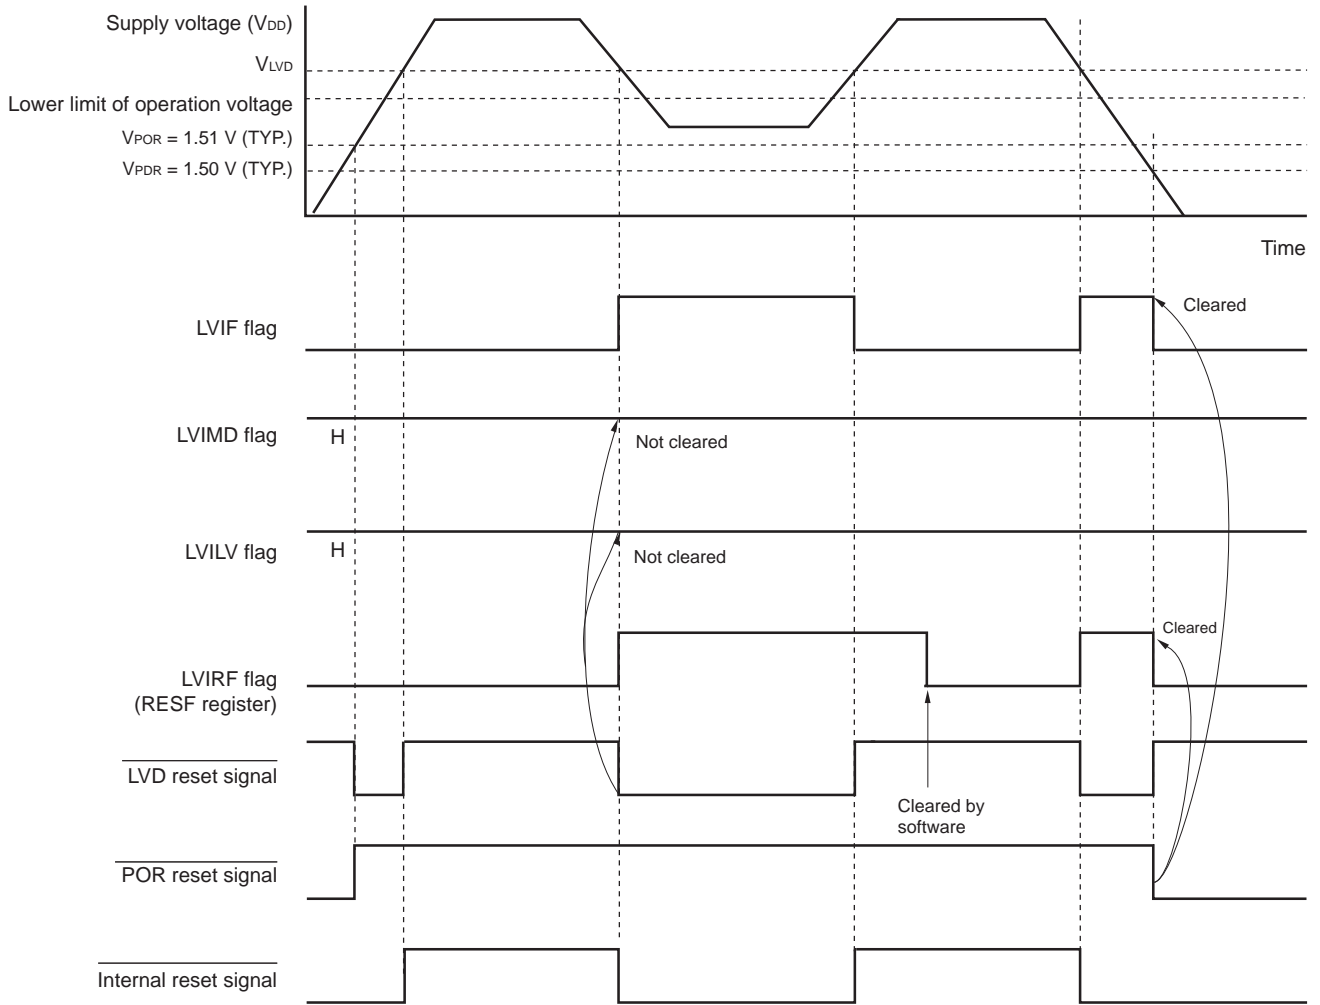 Supply voltage (VDD)
VLVD
Lower limit of operation voltage
VPOR = 1.51 V (TYP.)
VPDR = 1.50 V (TYP.)
Time
LVIF flag
Cleared
LVIMD flag
H
Not cleared
LVILV flag
H
Not cleared
Cleared
LVIRF flag
(RESF register)
LVD reset signal
Cleared by
software
POR reset signal
Internal reset signal